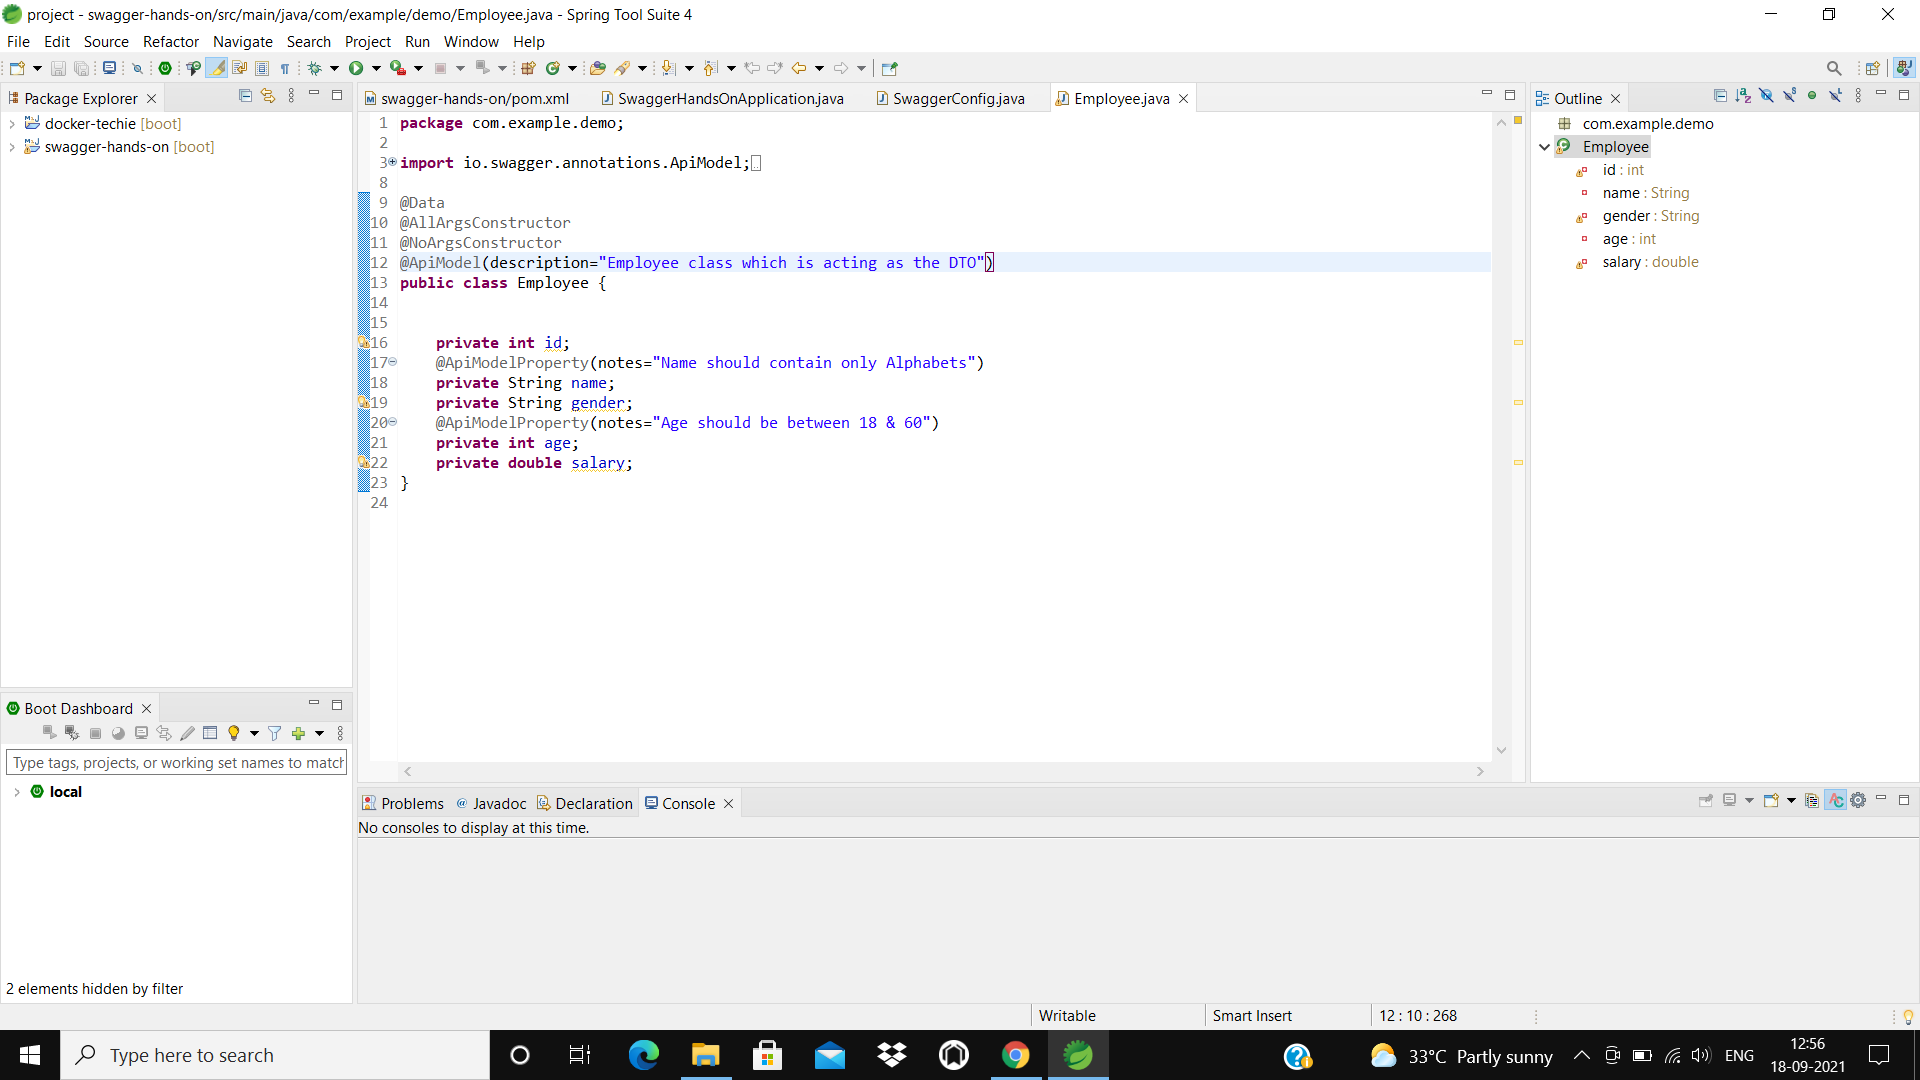 project - swagger-hands-on/src/main/java/com/example/demo/Employee.java - Spring Tool Suite 4
File Edit Source Refactor Navigate Search Project Run Window Help
Package Explorer
docker-techie [boot]
swagger-hands-on [boot]
swagger-hands-on/pom.xml SwaggerHandsOnApplication.java SwaggerConfig.java Employee.java
1 package com.example.demo;
2
3 import io.swagger.annotations.ApiModel;
8
9 @Data
10 @AllArgsConstructor
11 @NoArgsConstructor
12 @ApiModel(description="Employee class which is acting as the DTO")
13 public class Employee {
14
15
16 private int id;
17 @ApiModelProperty(notes="Name should contain only Alphabets")
18 private String name;
19 private String gender;
20 @ApiModelProperty(notes="Age should be between 18 & 60")
21 private int age;
22 private double salary;
23 }
24
Outline
com.example.demo
Employee
id : int
name : String
gender : String
age : int
salary : double
Boot Dashboard
Type tags, projects, or working set names to match
local
2 elements hidden by filter
Problems Javadoc Declaration Console
No consoles to display at this time.
Writable Smart Insert 12 : 10 : 268
Type here to search
33°C Partly sunny ENG
12:56
18-09-2021